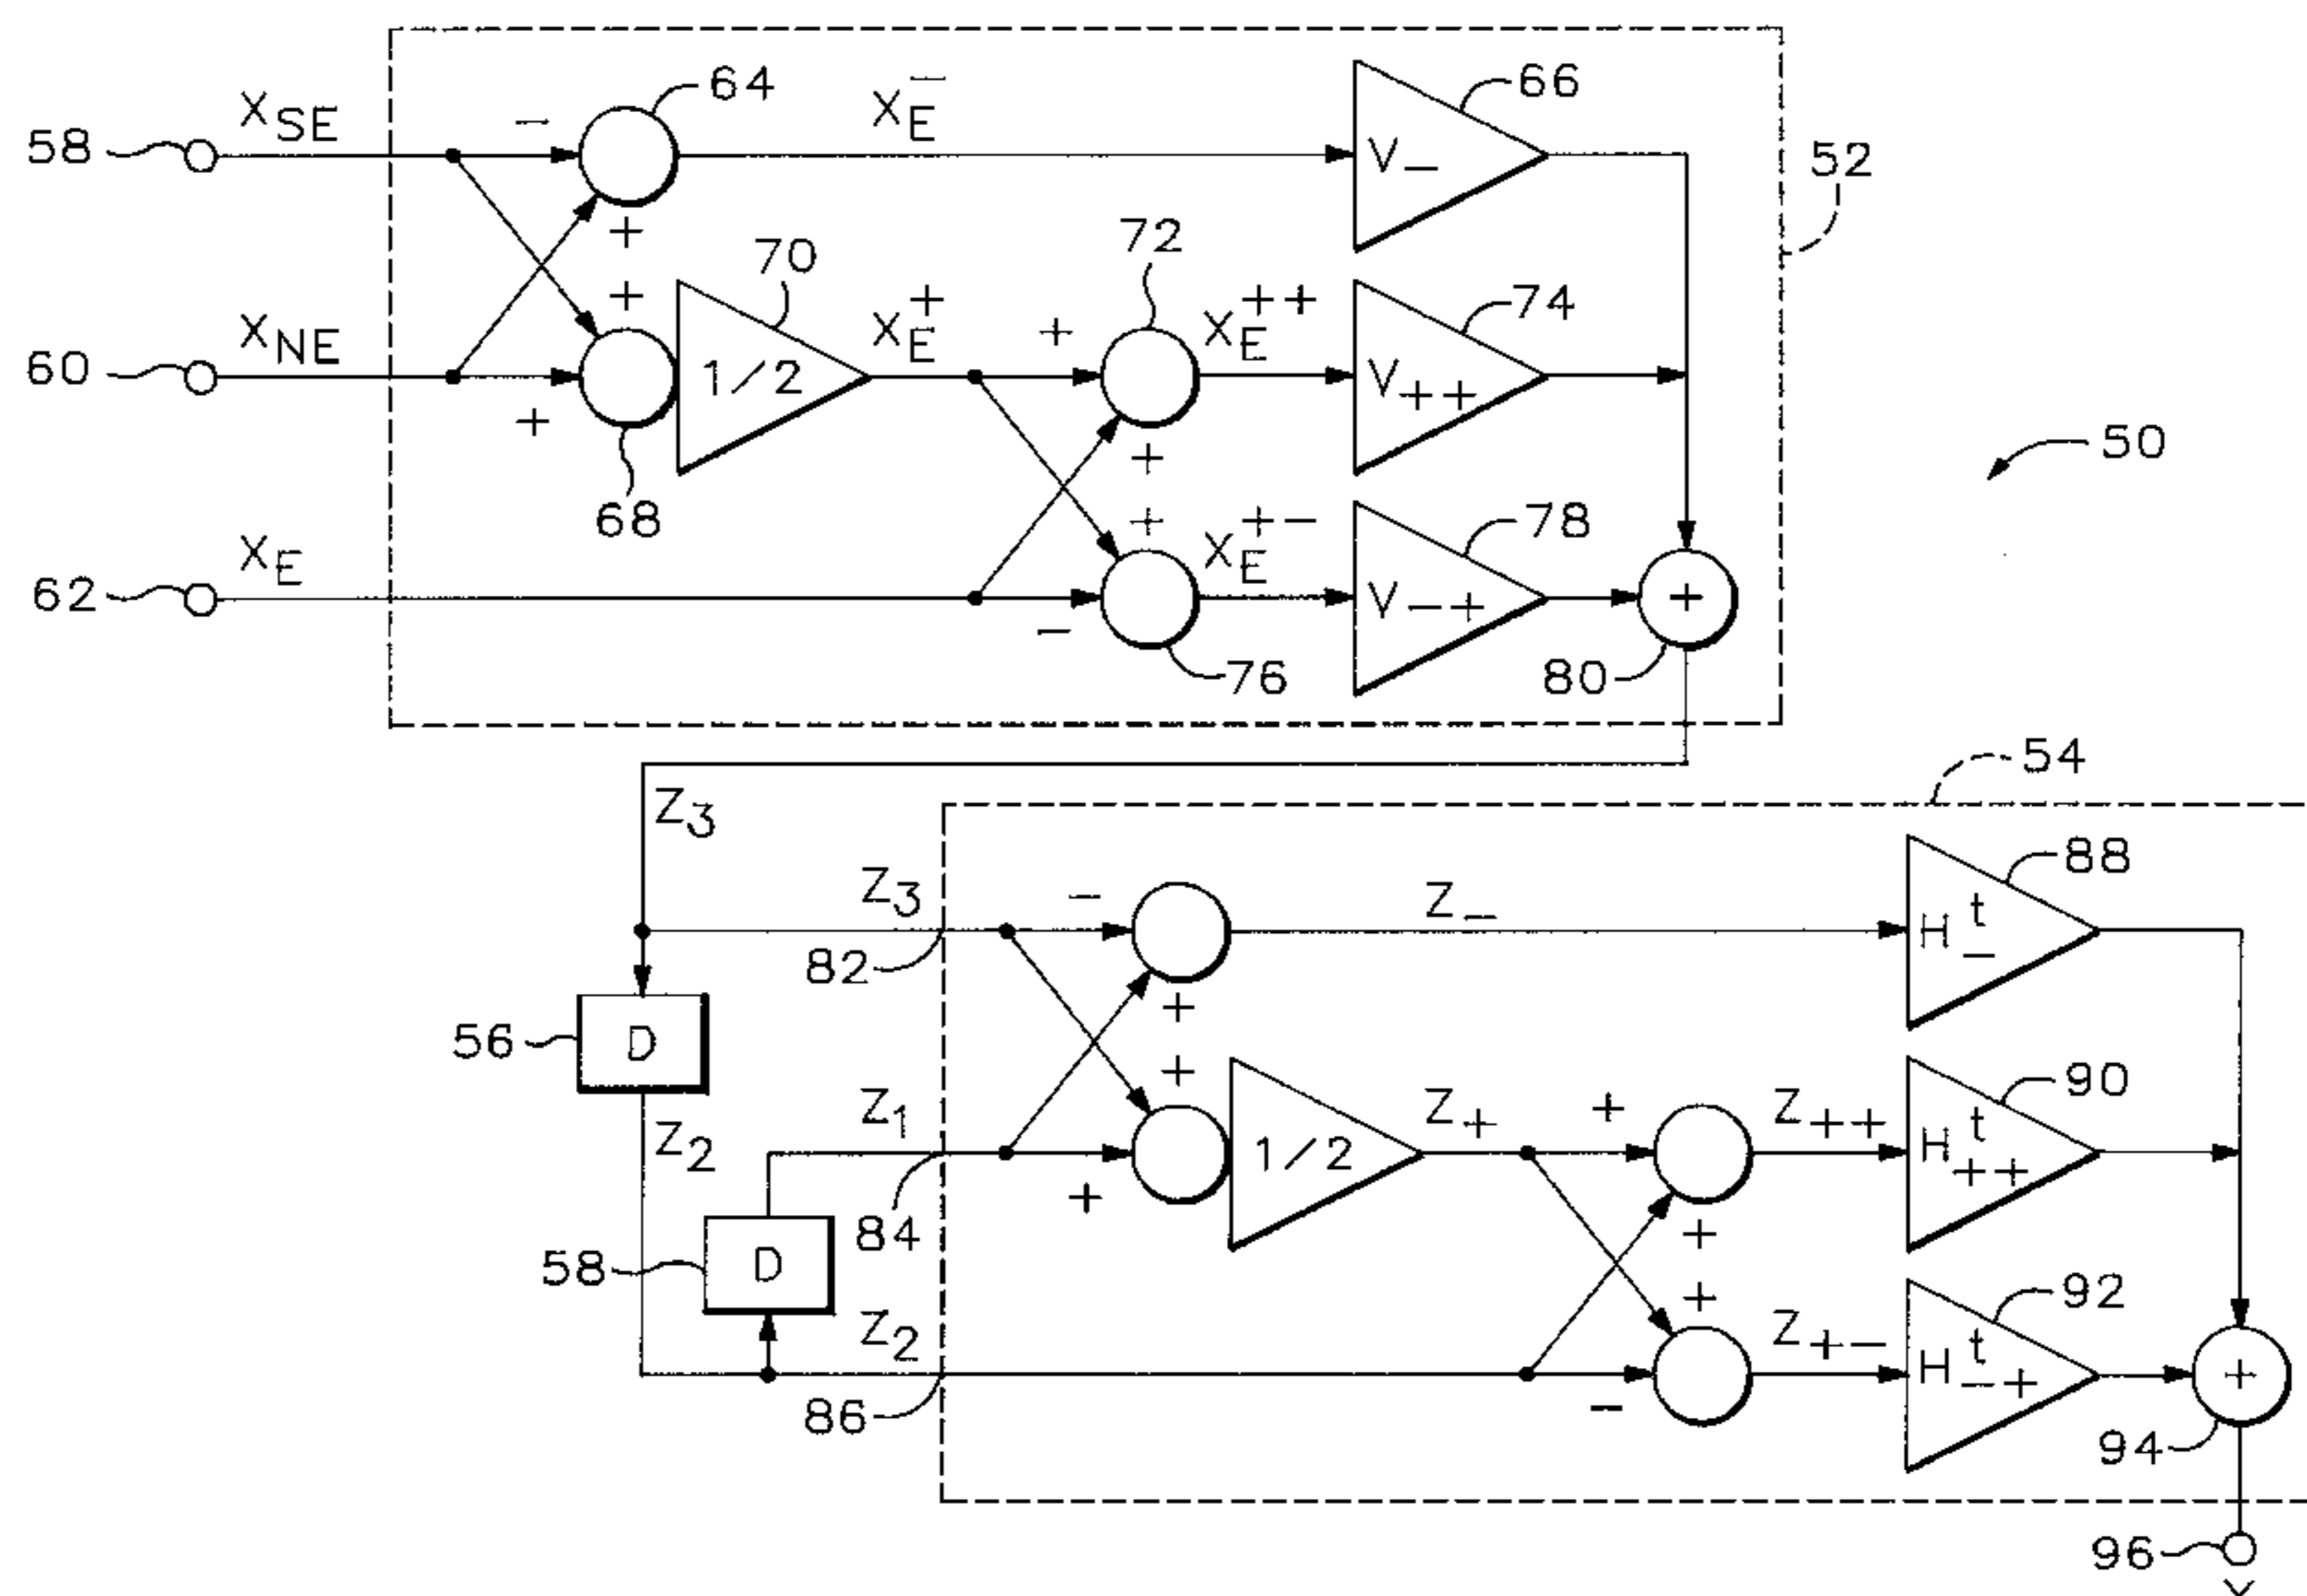 X_SE
58
-
64
X_E^-
66
V_-
52
+
+
X_NE
60
+
68
70
1/2
X_E^+
72
+
X_E^{++}
74
V_{++}
50
+
+
X_E
62
-
76
X_E^{+-}
78
V_{-+}
+
80
54
Z_3
Z_3
82
-
Z_-
88
H_-^t
56
D
+
+
Z_2
Z_1
84
+
1/2
Z_+
+
Z_{++}
90
H_{++}^t
58
D
+
+
Z_2
86
-
Z_{+-}
92
H_{-+}^t
+
94
96